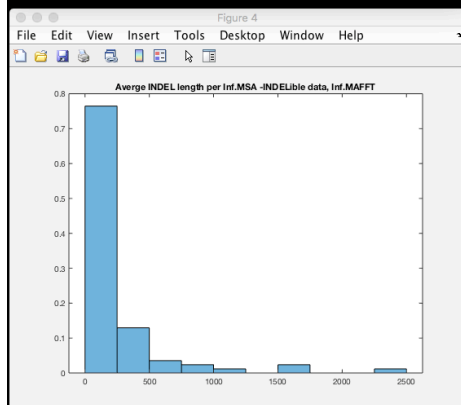 Figure 4
File Edit View Insert Tools Desktop Window Help
Averge INDEL length per Inf.MSA -INDELible data, Inf.MAFFT
0.8
0.7
0.6
0.5
0.4
0.3
0.2
0.1
0
0 500 1000 1500 2000 2500